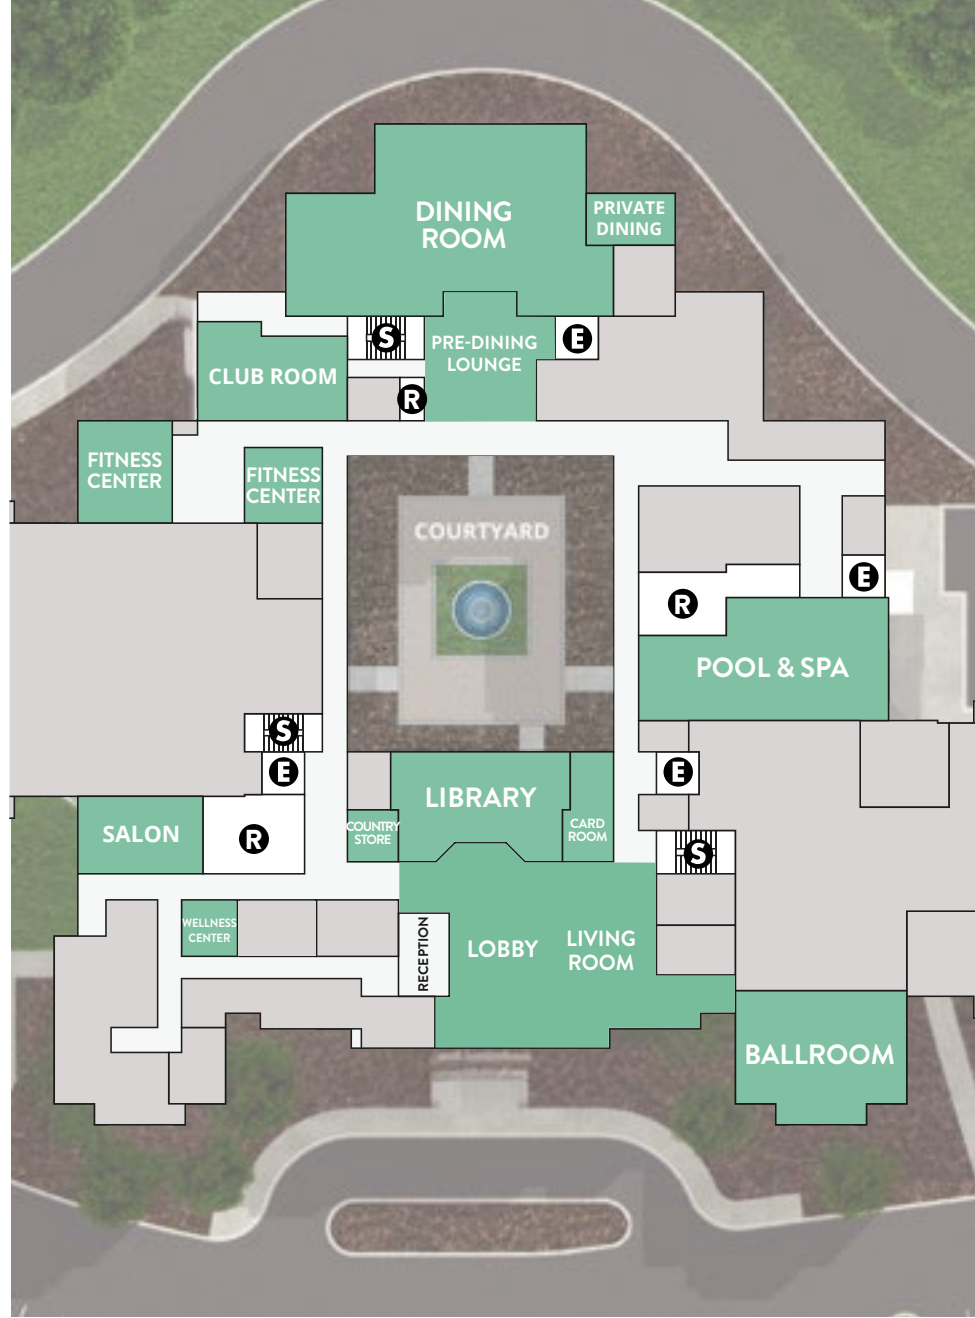 DINING
ROOM
PRIVATE
DINING
S
PRE-DINING
LOUNGE
E
CLUB ROOM
R
FITNESS
CENTER
FITNESS
CENTER
COURTYARD
E
R
POOL & SPA
S
E
E
LIBRARY
COUNTRY
STORE
CARD
ROOM
SALON
R
S
WELLNESS
CENTER
RECEPTION
LOBBY
LIVING
ROOM
BALLROOM